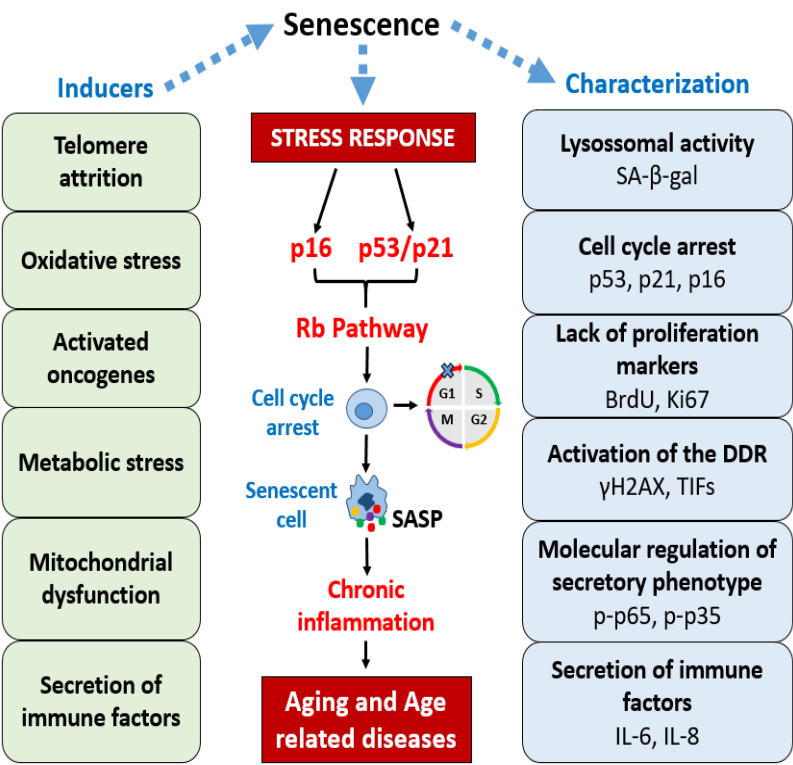 Senescence
Inducers
Telomere
attrition
Oxidative stress
Activated
oncogenes
Metabolic stress
Mitochondrial
dysfunction
Secretion of
immune factors
STRESS RESPONSE
p16
p53/p21
Rb Pathway
Cell cycle
arrest
G1
S
M
G2
Senescent
cell
SASP
Chronic
inflammation
Aging and Age
related diseases
Characterization
Lysossomal activity
SA-β-gal
Cell cycle arrest
p53, p21, p16
Lack of proliferation
markers
BrdU, Ki67
Activation of the DDR
γH2AX, TIFs
Molecular regulation of
secretory phenotype
p-p65, p-p35
Secretion of immune
factors
IL-6, IL-8